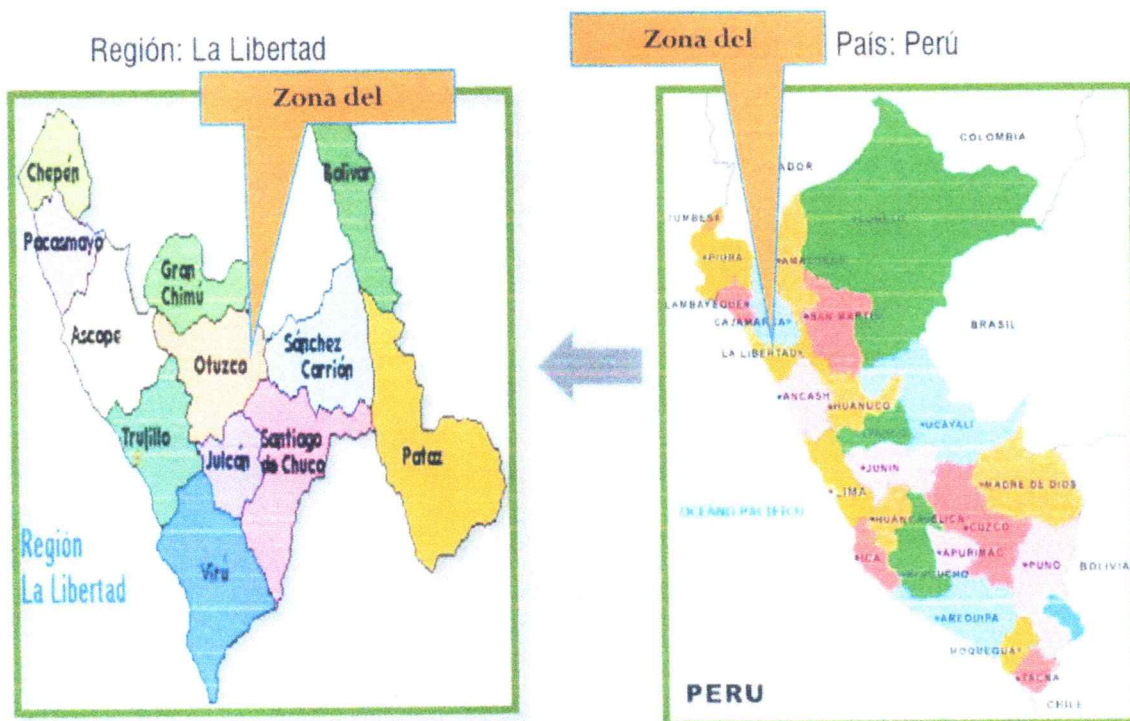 Región: La Libertad
Zona del
Chepén
Pacasmayo
Gran
Chimú
Ascope
Otuzco
Bolivar
Sánchez
Carrión
Trujillo
Julcán
Santiago
de Chuco
Pataz
Virú
Región
La Libertad
Zona del
País: Perú
COLOMBIA
ADOR
TUMBES
PIURA
AMAZONAS
LAMBAYEQUE
CAJAMARCA
SAN MARTIN
BRASIL
LA LIBERTAD
ANCASH
HUANUCO
UCAYALI
JUNIN
MADRE DE DIOS
LIMA
OCEANO PACIFICO
HUANCAVELICA
CUZCO
ICA
APURIMAC
PUNO
BOLIVIA
AREQUIPA
MOQUEGUA
TACNA
PERU
CHILE